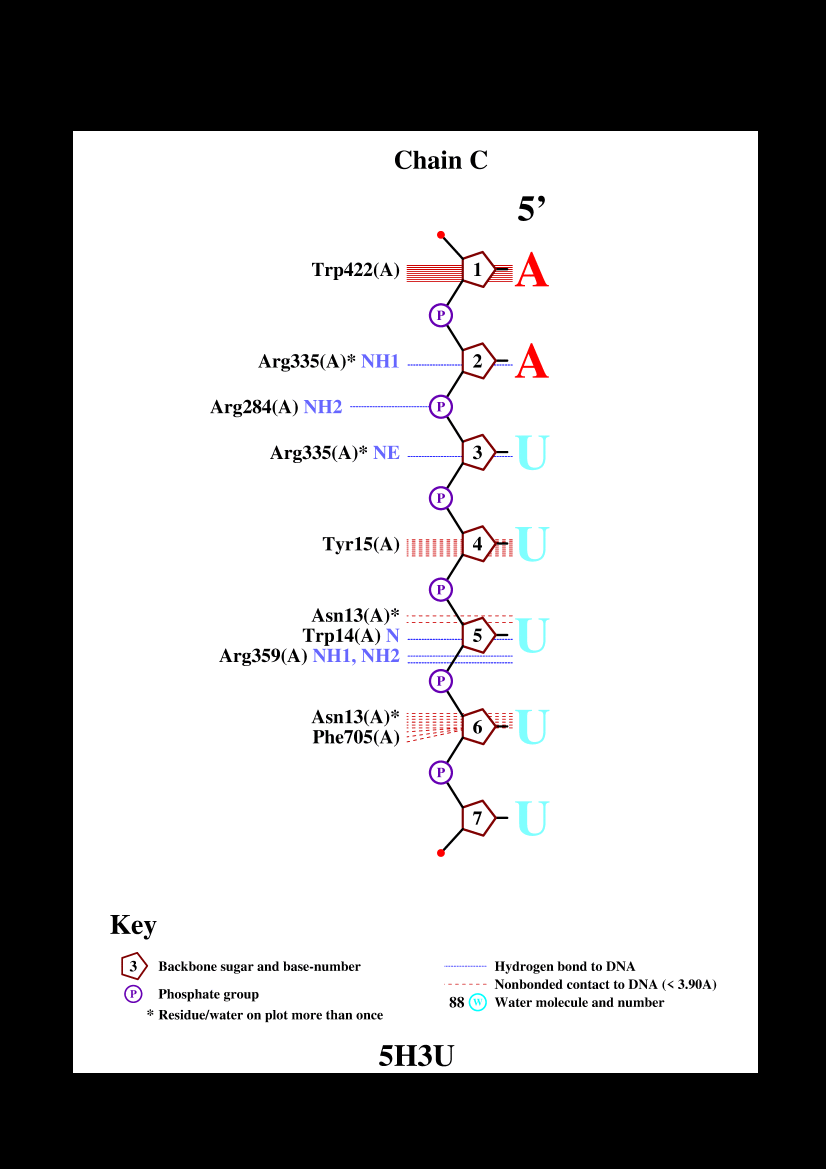 Chain C
5’
Trp422(A) 1 A
P
Arg335(A)* NH1 2 A
Arg284(A) NH2 P
Arg335(A)* NE 3 U
P
Tyr15(A) 4 U
P
Asn13(A)*
Trp14(A) N 5 U
Arg359(A) NH1, NH2
P
Asn13(A)*
6 U
Phe705(A)
P
7 U
Key
3 Backbone sugar and base-number
P Phosphate group
* Residue/water on plot more than once
Hydrogen bond to DNA
Nonbonded contact to DNA (< 3.90A)
88 W Water molecule and number
5H3U